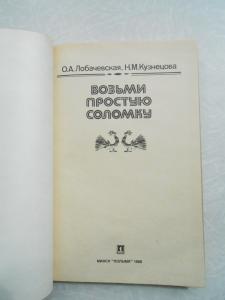 О.А.Лобачевская, Н.М.Кузнецова
ВОЗЬМИ
ПРОСТУЮ
СОЛОМКУ
МИНСК "ПОЛЫМЯ" 1988